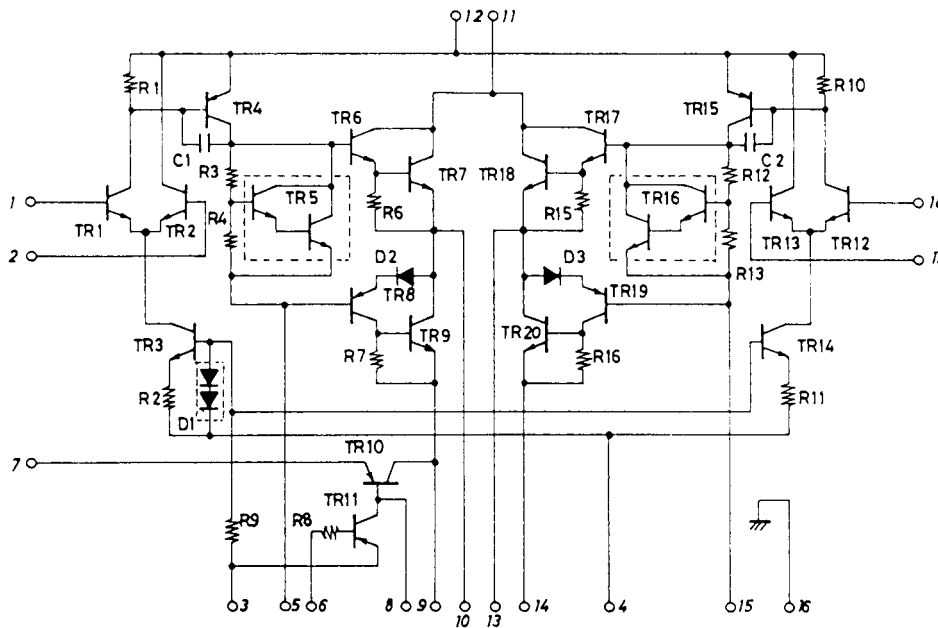 12 11
R1 R10
TR4 TR15
TR6 TR17
C1 C2
R3 TR7 TR18 R12
TR5 TR16
1 R4 R6 R15
TR1 TR2 TR13 TR12
2 R13
D2 D3
TR8 TR19
TR9 TR20
TR3 R7 R16 TR14
R2 R11
D1
7 TR10
TR11
R9 R8
3 5 6 8 9 10 13 14 4 15 16